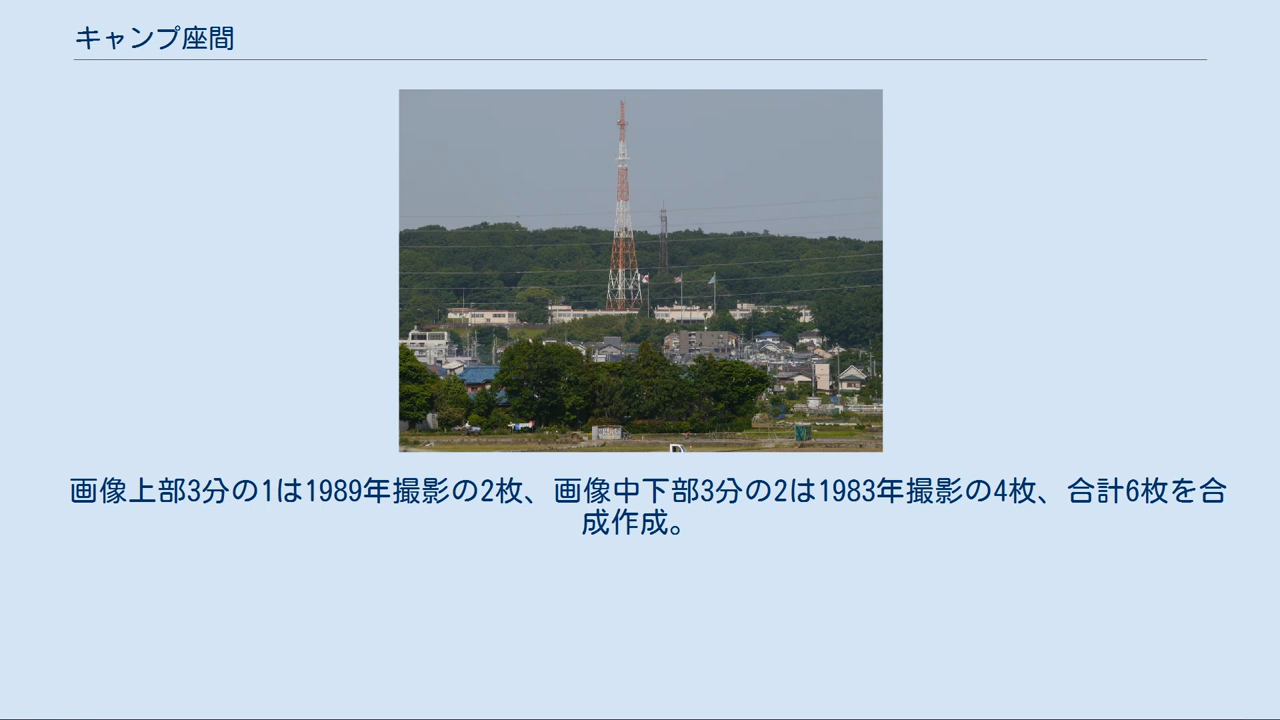 キャンプ座間
画像上部3分の1は1989年撮影の2枚、画像中下部3分の2は1983年撮影の4枚、合計6枚を合
成作成。